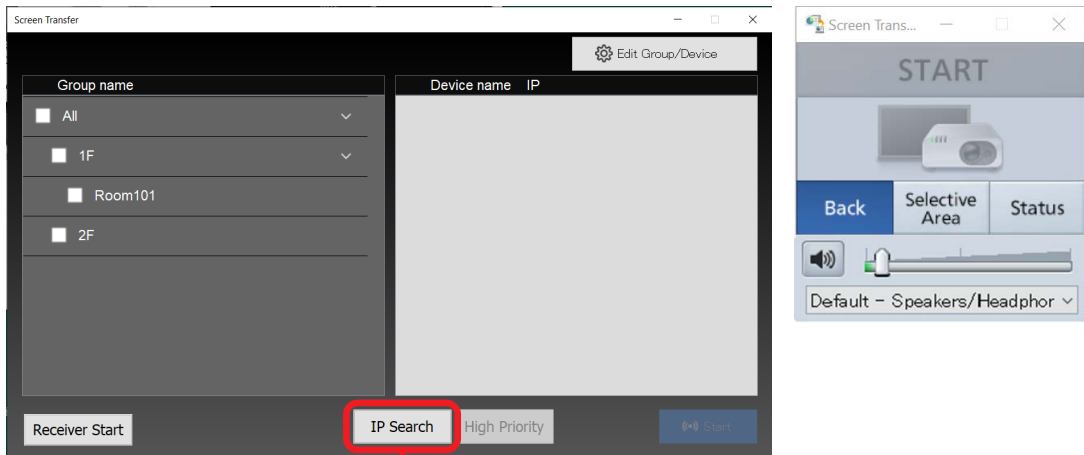 Screen Transfer
Edit Group/Device
Group name
Device name IP
All
1F
Room101
2F
Receiver Start
IP Search
High Priority
Start
Screen Trans...
START
Back
Selective
Area
Status
Default - Speakers/Headphor